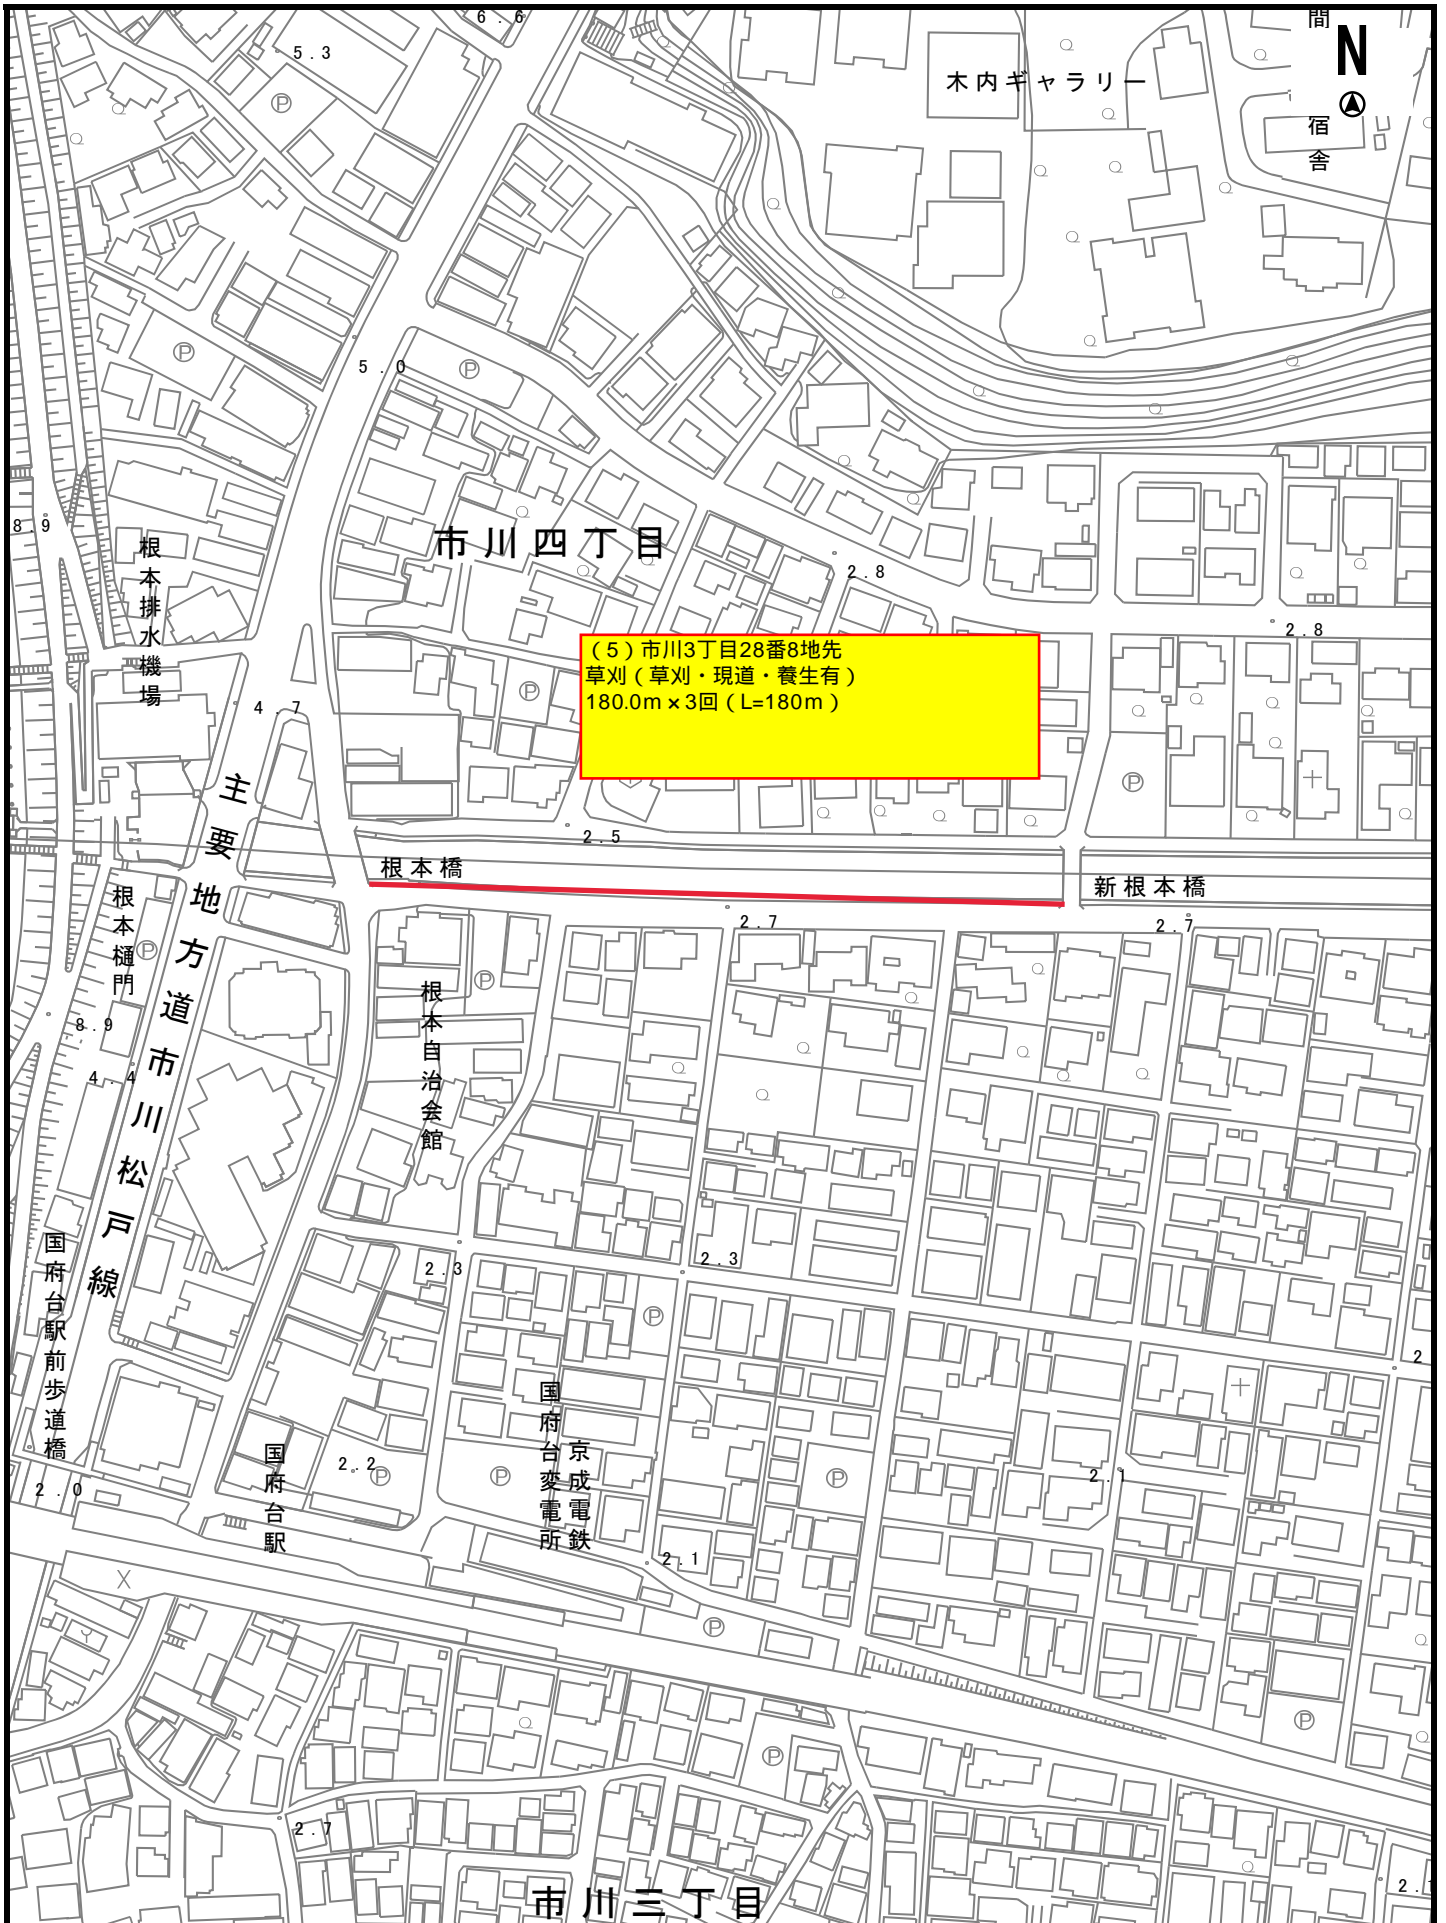 6.6
間
N
5.3
木内ギャラリー
宿舎
5.0
8.9
市川四丁目
根本排水機場
2.8
2.8
(5)市川3丁目28番8地先
草刈(草刈・現道・養生有)
180.0m×3回(L=180m)
4.7
主要地方道市川松戸線
2.5
根本橋
新根本橋
根本樋門
2.7
2.7
根本自治会館
8.9
4.4
国府台駅前歩道橋
2.3
2.3
2
国府台変電所
京成電鉄
国府台駅
2.2
2.1
2.0
2.1
2.7
市川三丁目
2.1